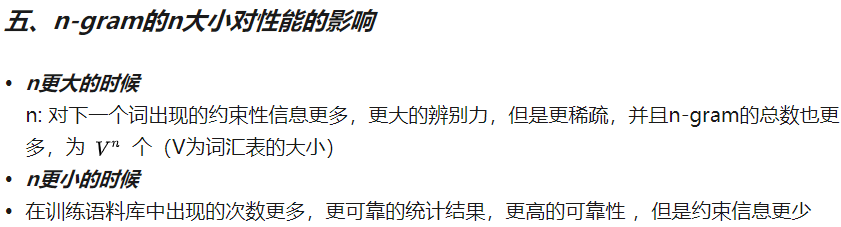 五、n-gram的n大小对性能的影响
• n更大的时候
n: 对下一个词出现的约束性信息更多，更大的辨别力，但是更稀疏，并且n-gram的总数也更
多，为 Vⁿ 个（V为词汇表的大小）
• n更小的时候
• 在训练语料库中出现的次数更多，更可靠的统计结果，更高的可靠性 ，但是约束信息更少